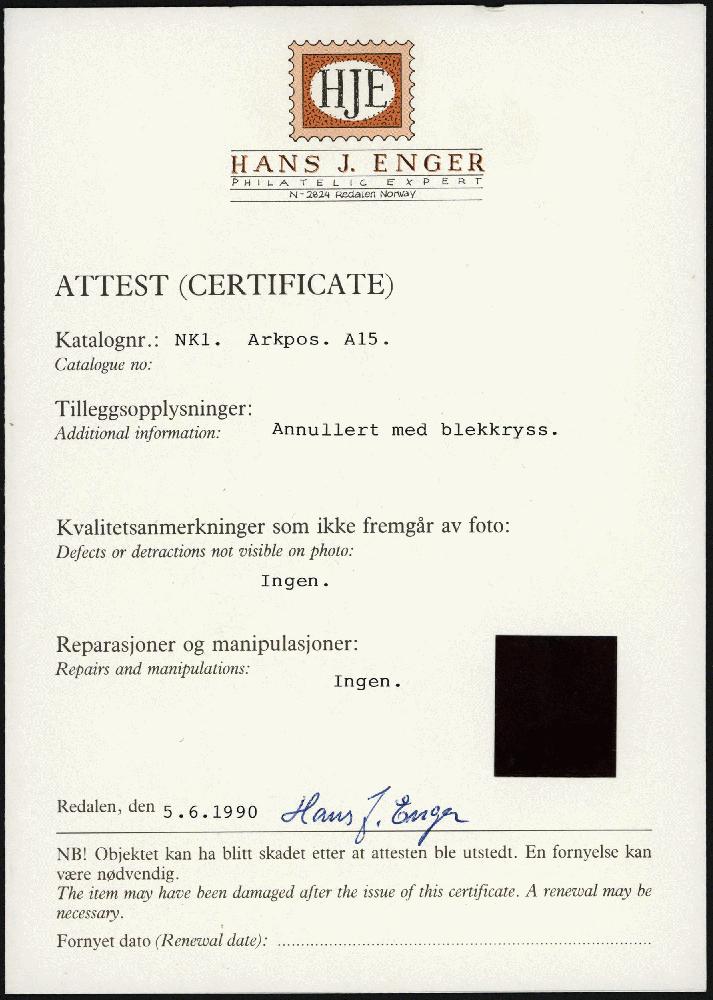 HJE
HANS J. ENGER
PHILATELIC EXPERT
N-2824 Redalen Norway
ATTEST (CERTIFICATE)
Katalognr.: NK1. Arkpos. A15.
Catalogue no:
Tilleggsopplysninger:
Additional information: Annullert med blekkryss.
Kvalitetsanmerkninger som ikke fremgår av foto:
Defects or detractions not visible on photo:
Ingen.
Reparasjoner og manipulasjoner:
Repairs and manipulations:
Ingen.
Redalen, den 5.6.1990 Hans J. Enger
NB! Objektet kan ha blitt skadet etter at attesten ble utstedt. En fornyelse kan
være nødvendig.
The item may have been damaged after the issue of this certificate. A renewal may be
necessary.
Fornyet dato (Renewal date): ........................................................